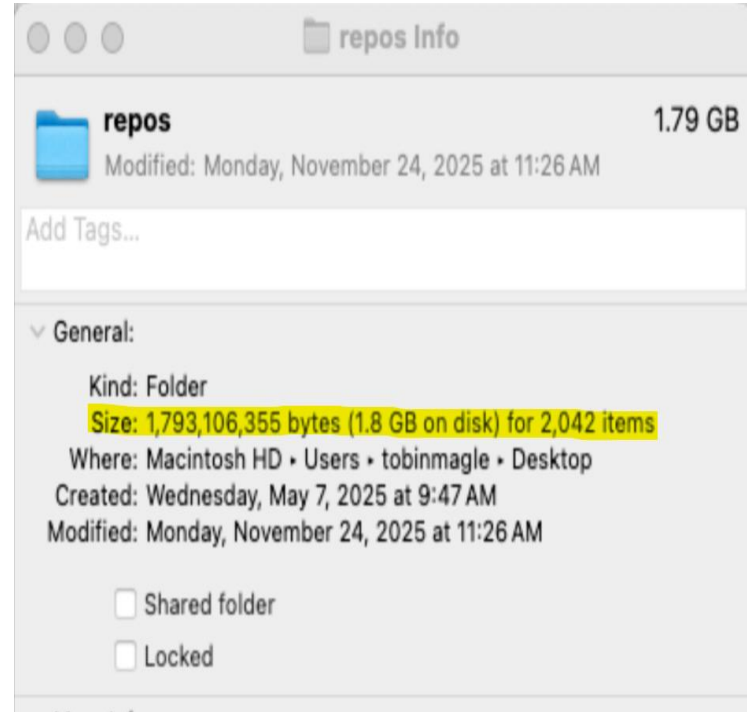 repos Info
repos
1.79 GB
Modified: Monday, November 24, 2025 at 11:26 AM
Add Tags...
General:
Kind: Folder
Size: 1,793,106,355 bytes (1.8 GB on disk) for 2,042 items
Where: Macintosh HD ‣ Users ‣ tobinmagle ‣ Desktop
Created: Wednesday, May 7, 2025 at 9:47 AM
Modified: Monday, November 24, 2025 at 11:26 AM
Shared folder
Locked